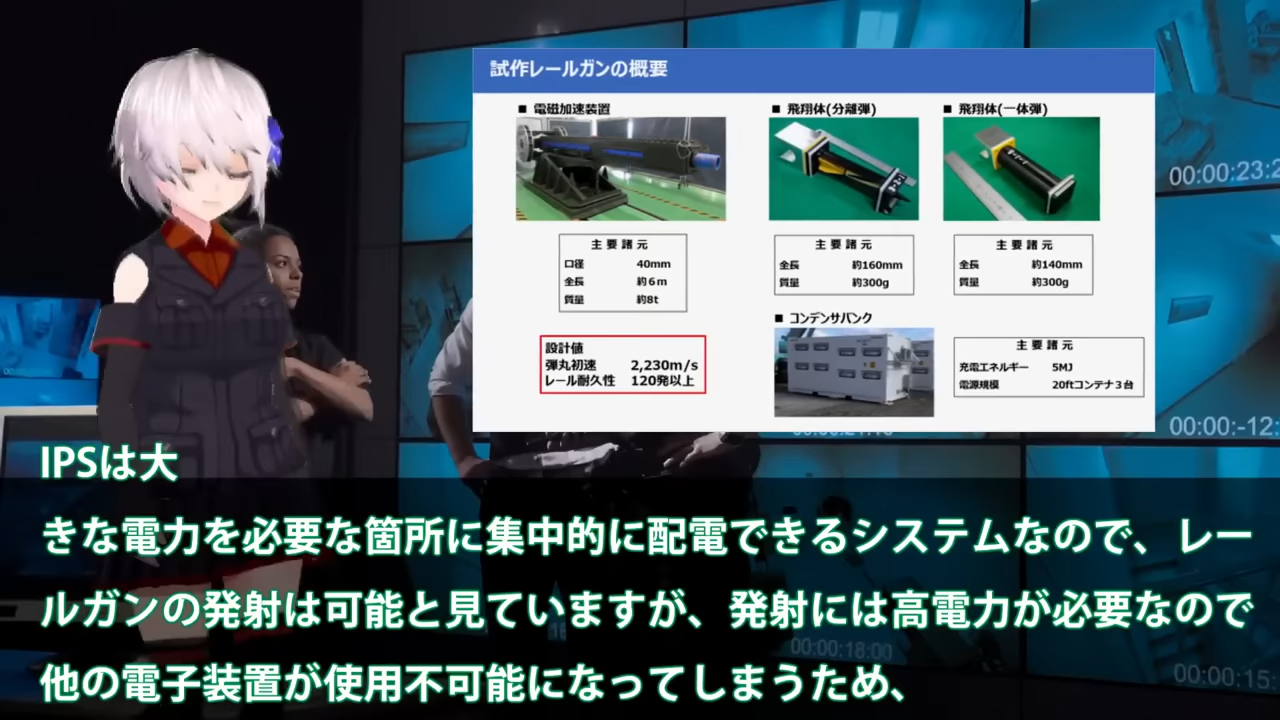 試作レールガンの概要
■ 電磁加速装置
■ 飛翔体(分離弾)
■ 飛翔体(一体弾)
主要諸元
口径 40mm
全長 約6m
質量 約8t
主要諸元
全長 約160mm
質量 約300g
主要諸元
全長 約140mm
質量 約300g
設計値
弾丸初速 2,230m/s
レール耐久性 120発以上
■ コンデンサバンク
主要諸元
充電エネルギー 5MJ
電源規模 20ftコンテナ3台
00:00:23:2
00:00:-12:
00:00:18:00
00:00:15:
IPSは大
きな電力を必要な箇所に集中的に配電できるシステムなので、レー
ルガンの発射は可能と見ていますが、発射には高電力が必要なので
他の電子装置が使用不可能になってしまうため、